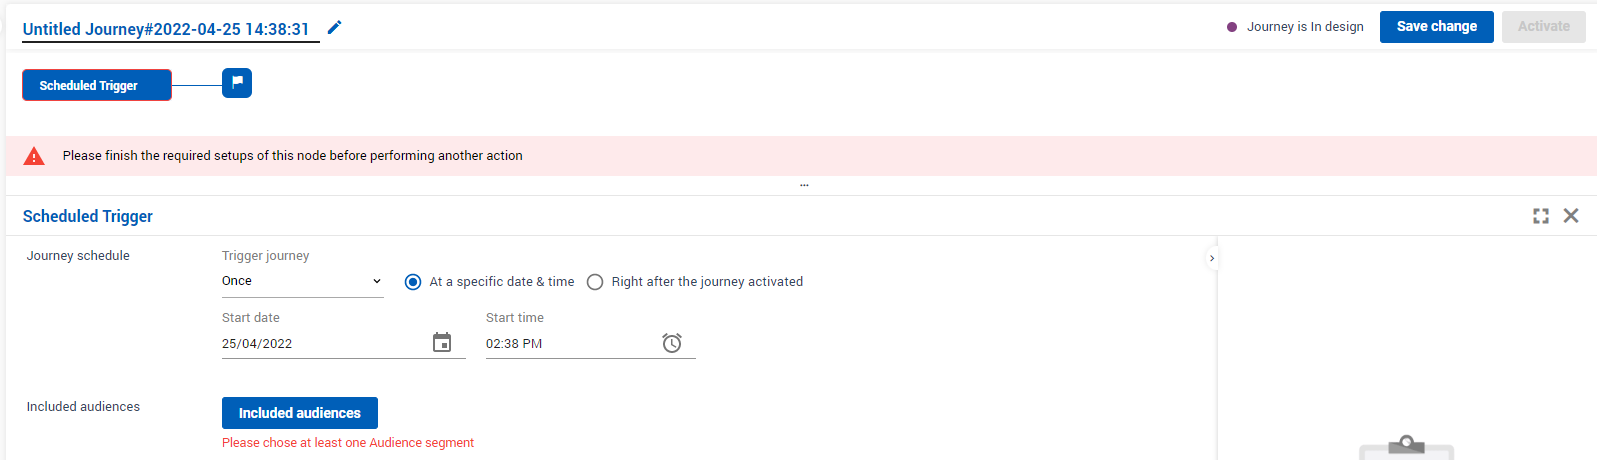 Untitled Journey#2022-04-25 14:38:31
Journey is In design
Save change
Activate
Scheduled Trigger
Please finish the required setups of this node before performing another action
...
Scheduled Trigger
Journey schedule
Trigger journey
Once
At a specific date & time
Right after the journey activated
Start date
Start time
25/04/2022
02:38 PM
Included audiences
Included audiences
Please chose at least one Audience segment